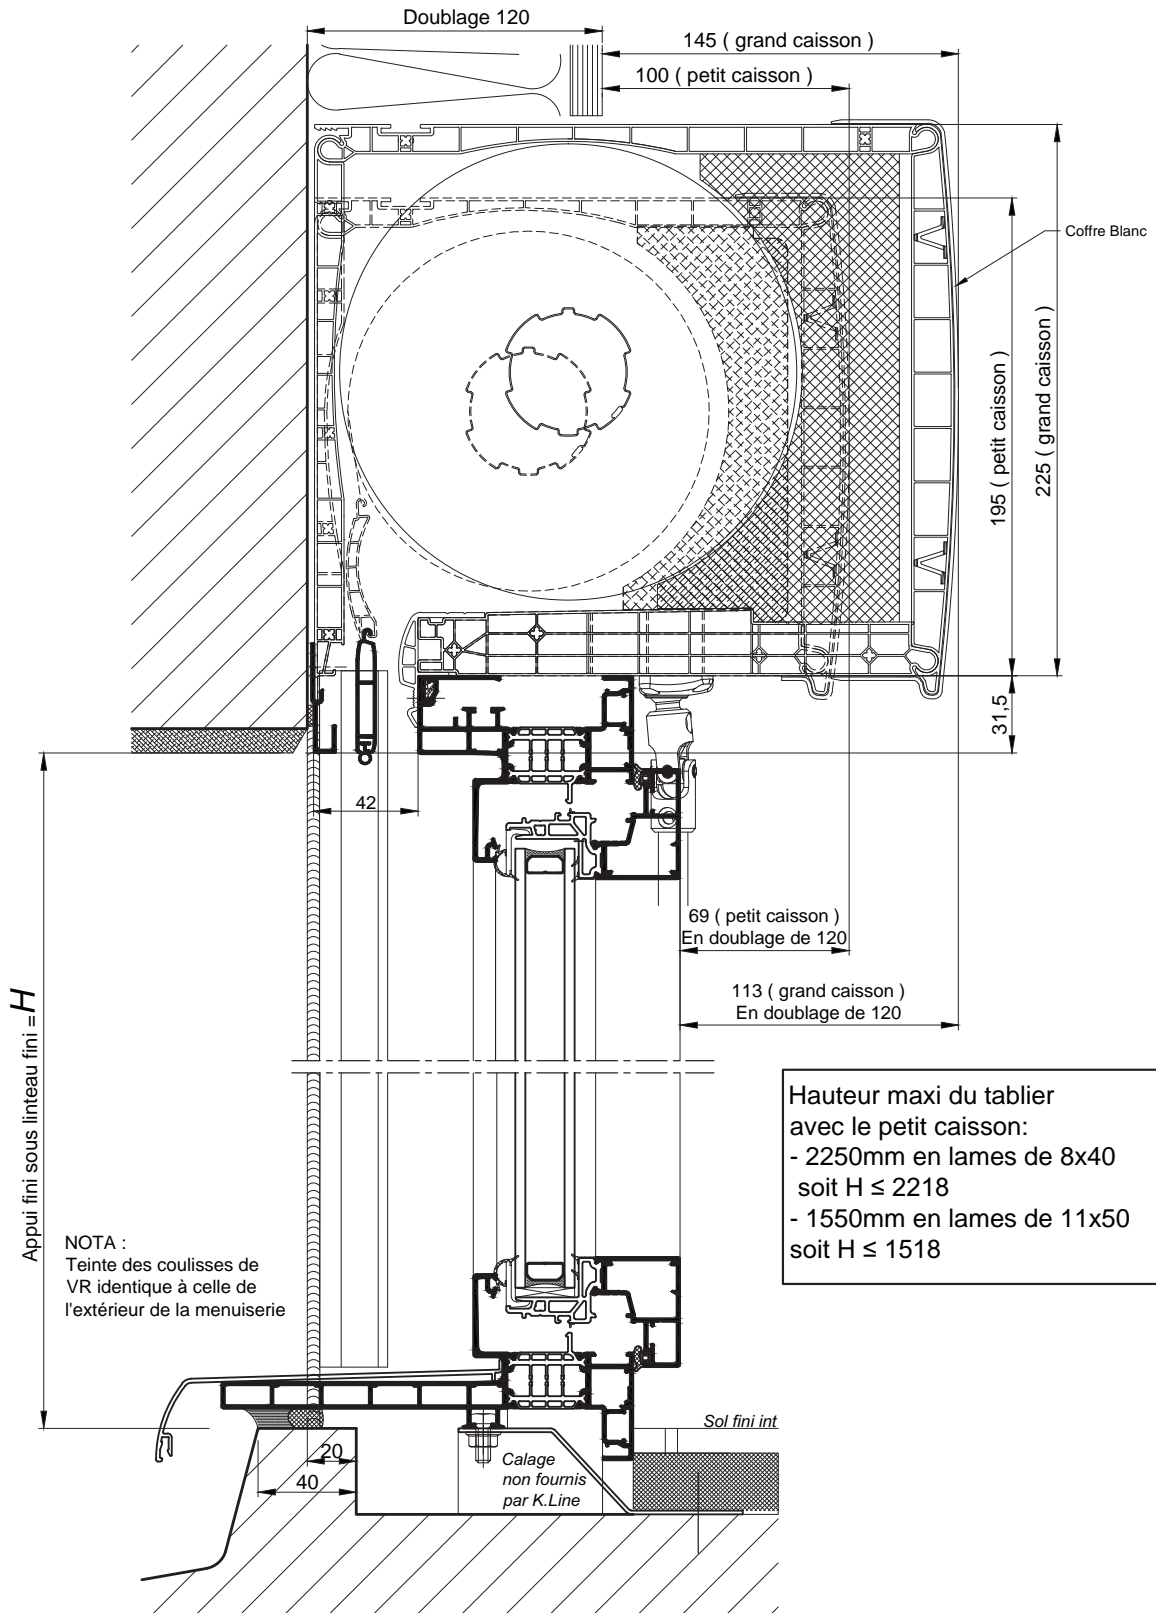 Doublage 120
145 ( grand caisson )
100 ( petit caisson )
Coffre Blanc
195 ( petit caisson )
225 ( grand caisson )
31,5
42
69 ( petit caisson )
En doublage de 120
113 ( grand caisson )
En doublage de 120
Appui fini sous linteau fini = H
Hauteur maxi du tablier
avec le petit caisson:
- 2250mm en lames de 8x40
soit H ≤ 2218
- 1550mm en lames de 11x50
soit H ≤ 1518
NOTA :
Teinte des coulisses de
VR identique à celle de
l'extérieur de la menuiserie
Sol fini int
20
40
Calage
non fournis
par K.Line